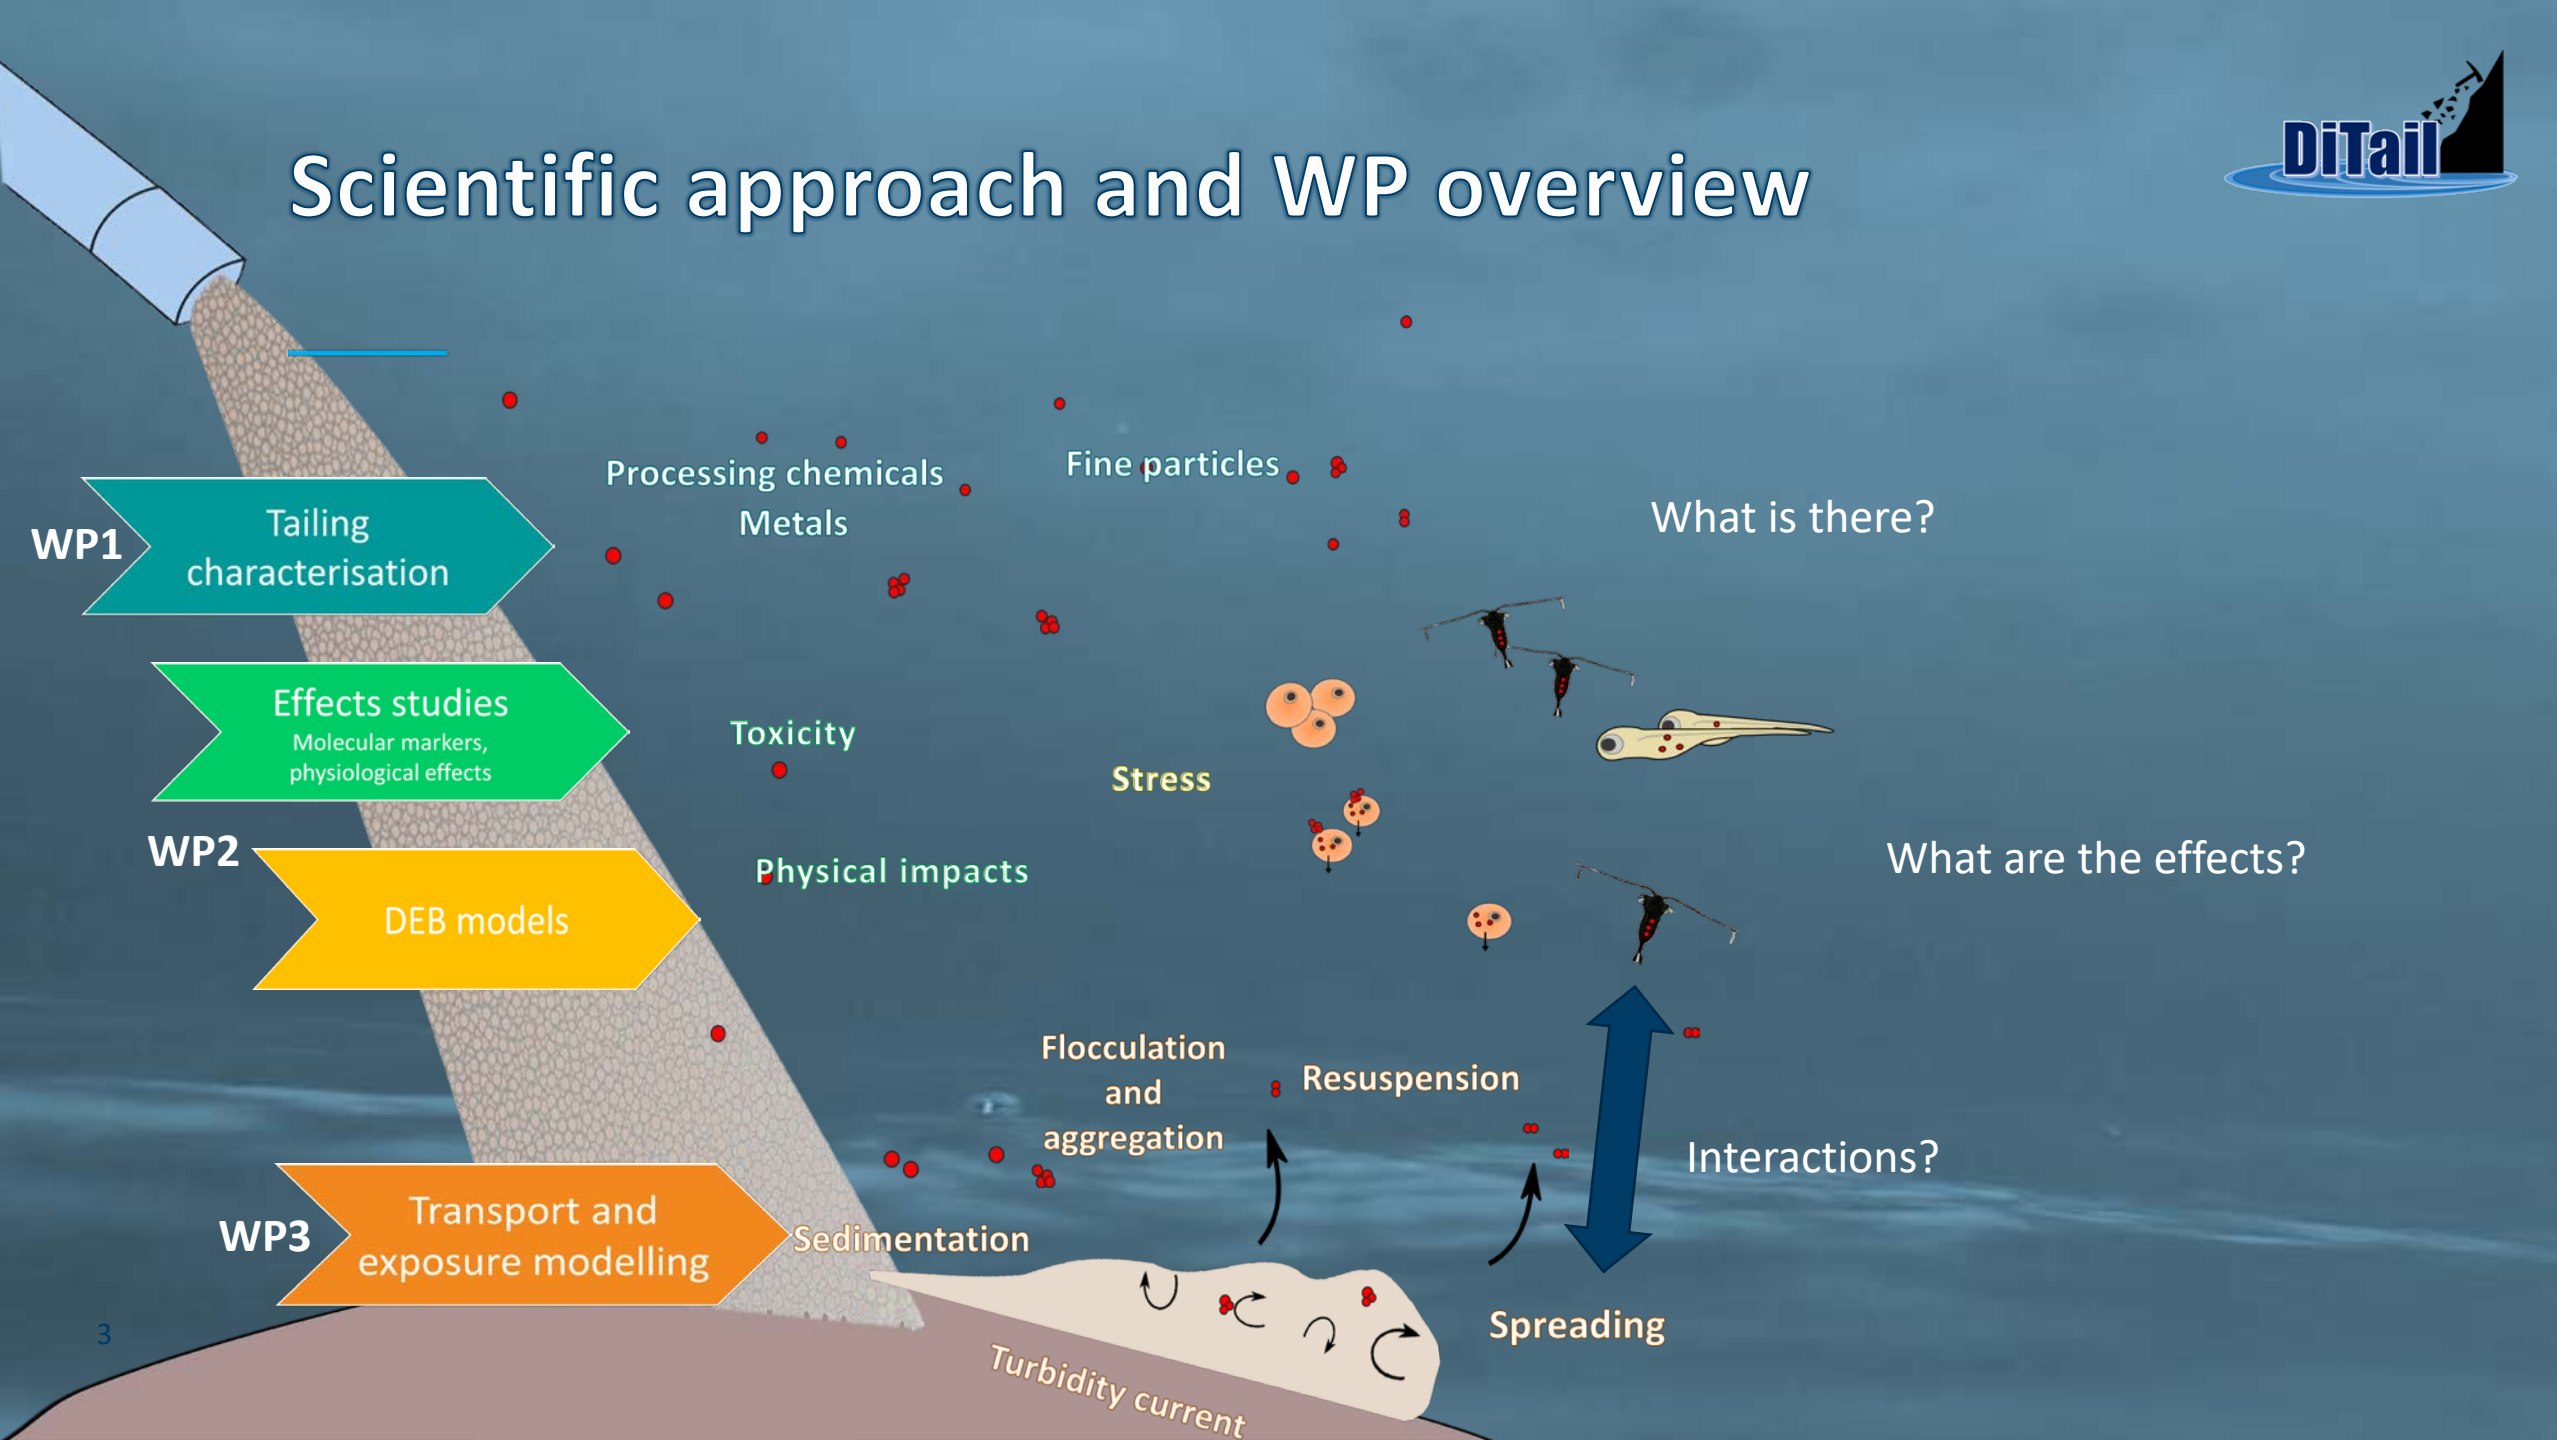 DiTail
Scientific approach and WP overview
WP1
Tailing
characterisation
Processing chemicals
Metals
Fine particles
What is there?
Effects studies
Molecular markers,
physiological effects
Toxicity
Stress
WP2
DEB models
Physical impacts
What are the effects?
Flocculation
and
aggregation
Resuspension
Interactions?
WP3
Transport and
exposure modelling
Sedimentation
Spreading
Turbidity current
3